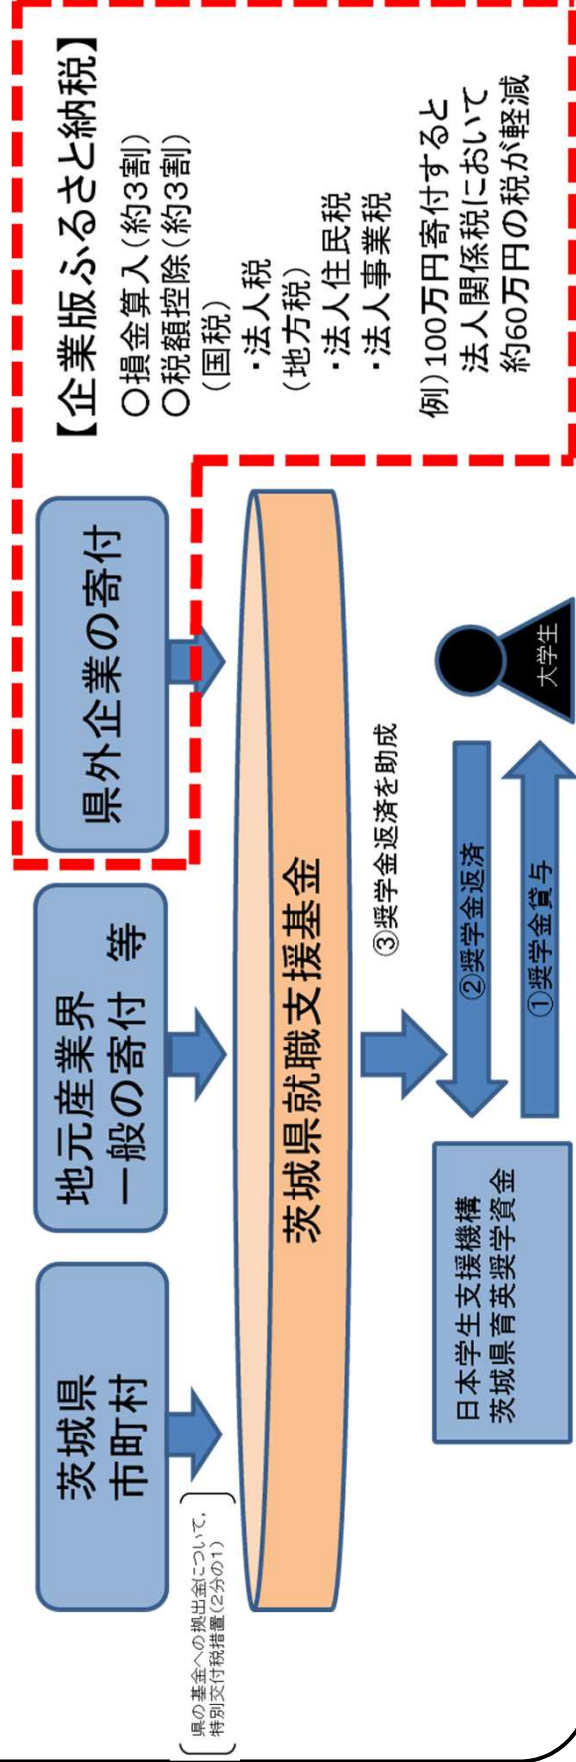 茨城県
市町村
地元産業界
一般の寄付 等
県外企業の寄付
【企業版ふるさと納税】
〇損金算入(約3割)
〇税額控除(約3割)
(国税)
・法人税
(地方税)
・法人住民税
・法人事業税
例)100万円寄付すると
法人関係税において
約60万円の税が軽減
県の基金への拠出金について,
特別交付税措置(2分の1)
茨城県就職支援基金
③奨学金返済を助成
日本学生支援機構
茨城県育英奨学資金
②奨学金返済
①奨学金貸与
大学生